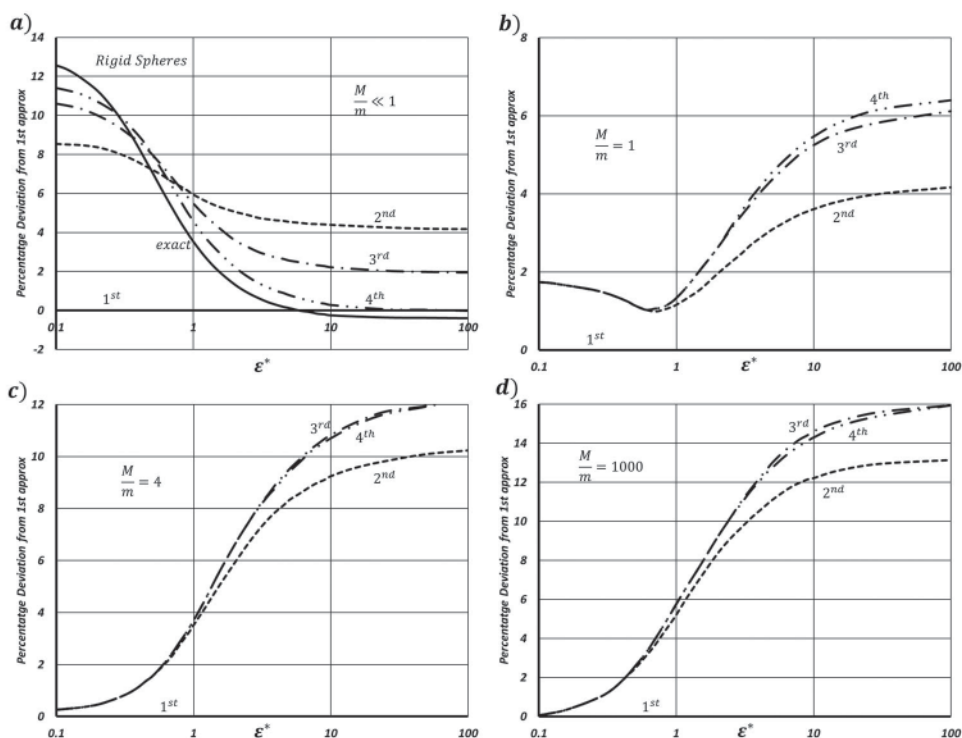 a)
Percentatge Deviation from 1st approx
14
12
10
8
6
4
2
0
-2
Rigid Spheres
M/m ≪ 1
2nd
3rd
exact
4th
1st
0.1 1 10 100
ε*
b)
Percentatge Deviation from 1st approx
8
6
4
2
0
M/m = 1
4th
3rd
2nd
1st
0.1 1 10 100
ε*
c)
Percentatge Deviation from 1st approx
12
10
8
6
4
2
0
M/m = 4
3rd
4th
2nd
1st
0.1 1 10 100
ε*
d)
Percentatge Deviation from 1st approx
16
14
12
10
8
6
4
2
0
M/m = 1000
3rd
4th
2nd
1st
0.1 1 10 100
ε*